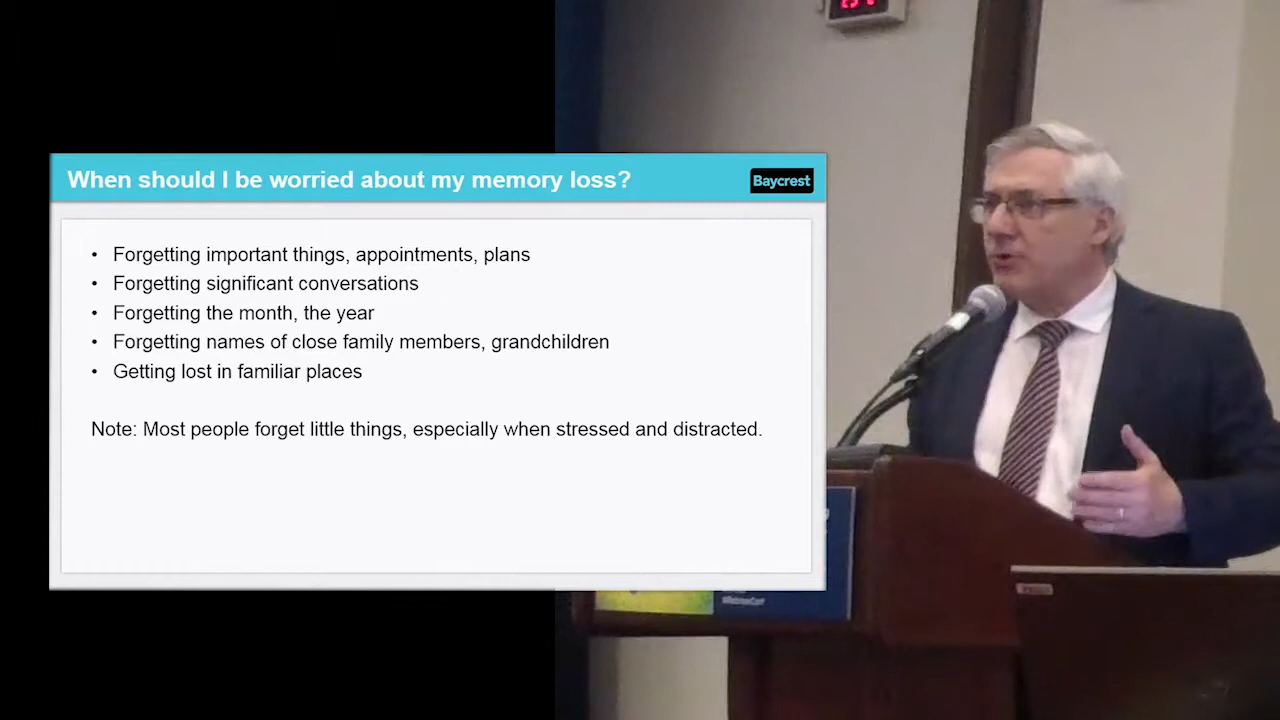 When should I be worried about my memory loss?
Baycrest
• Forgetting important things, appointments, plans
• Forgetting significant conversations
• Forgetting the month, the year
• Forgetting names of close family members, grandchildren
• Getting lost in familiar places
Note: Most people forget little things, especially when stressed and distracted.